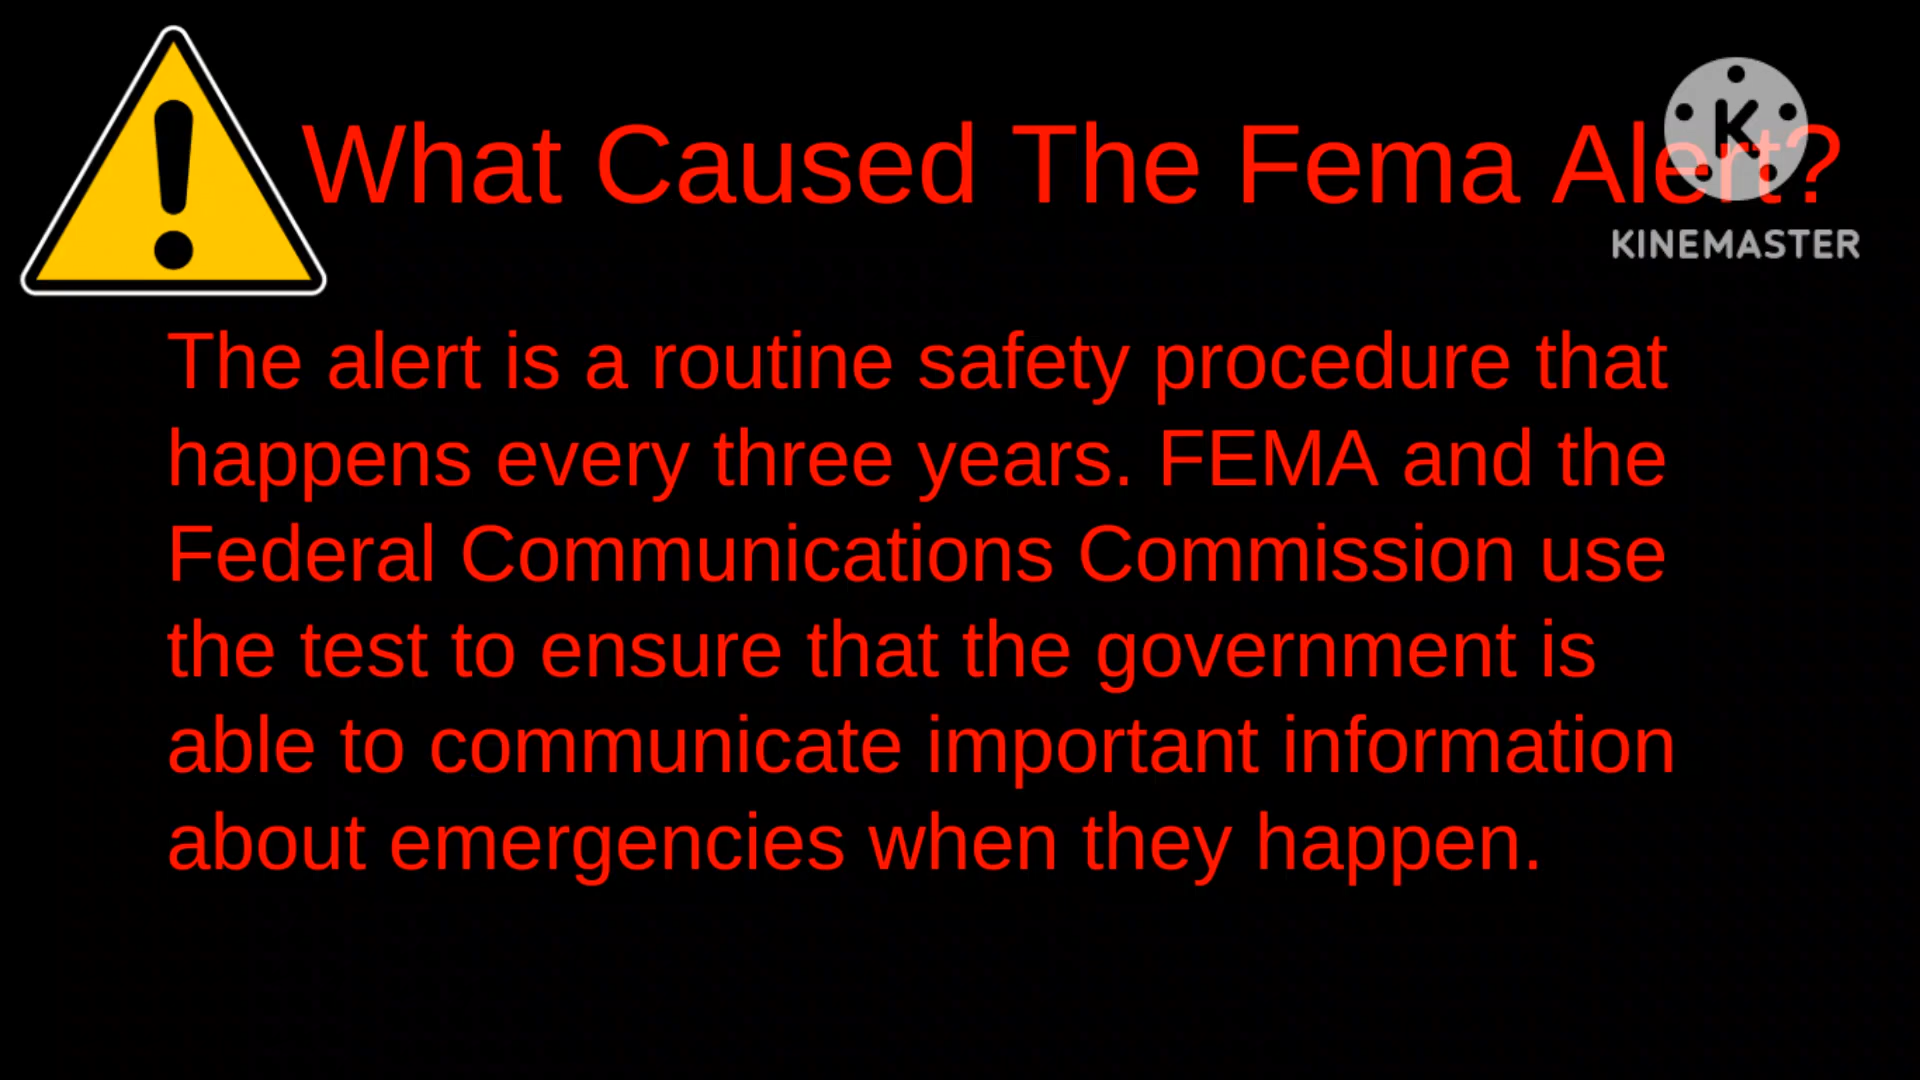 What Caused The Fema Alert?
KINEMASTER
The alert is a routine safety procedure that
happens every three years. FEMA and the
Federal Communications Commission use
the test to ensure that the government is
able to communicate important information
about emergencies when they happen.